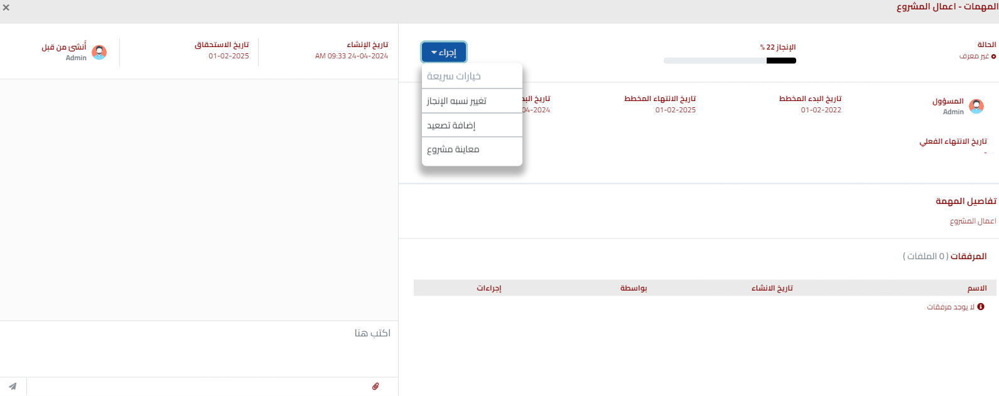 المهمات - اعمال المشروع
الحالة
غير معرف
الإنجاز 22 %
إجراء
خيارات سريعة
تغيير نسبه الإنجاز
إضافة تصعيد
معاينة مشروع
المسؤول
Admin
تاريخ البدء المخطط
01-02-2022
تاريخ الانتهاء المخطط
01-02-2025
تاريخ
04-2024
تاريخ الانتهاء الفعلي
-
تفاصيل المهمة
اعمال المشروع
المرفقات ( 0 الملفات )
الاسم تاريخ الانشاء بواسطة إجراءات
لا يوجد مرفقات
تاريخ الإنشاء
24-04-2024 09:33 AM
تاريخ الاستحقاق
01-02-2025
أنشئ من قبل
Admin
اكتب هنا